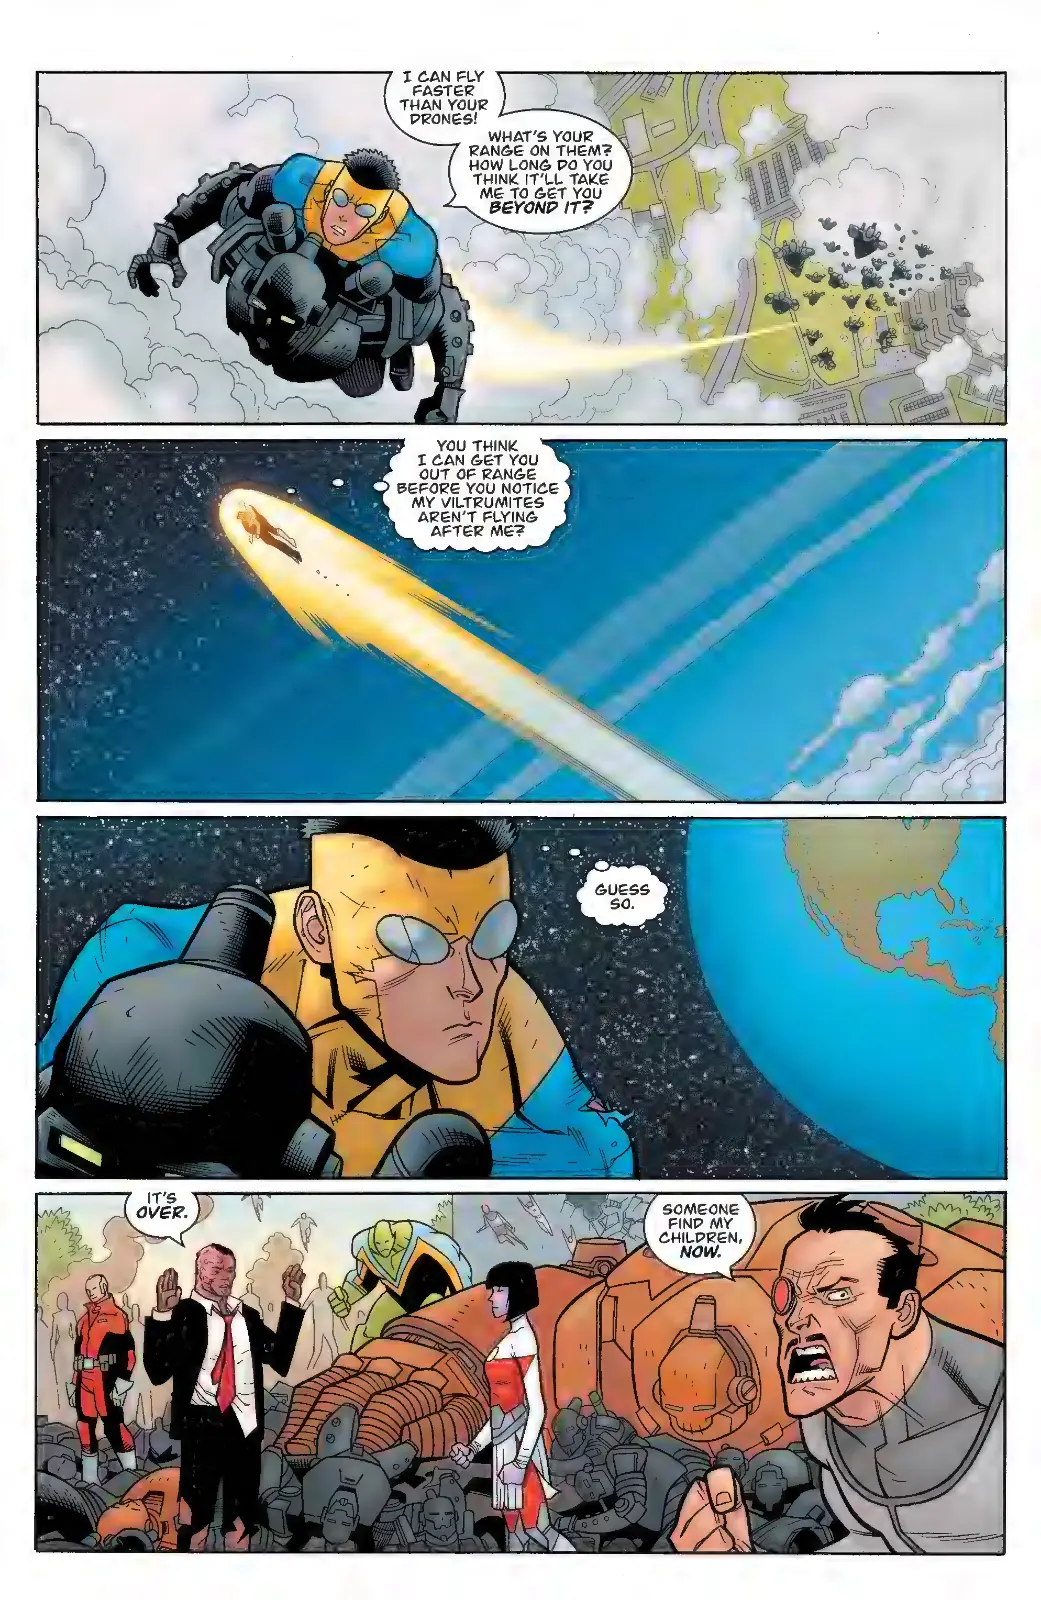 I CAN FLY
FASTER
THAN YOUR
DRONES!
WHAT'S YOUR
RANGE ON THEM?
HOW LONG DO YOU
THINK IT'LL TAKE
ME TO GET YOU
BEYOND IT?
YOU THINK
I CAN GET YOU
OUT OF RANGE
BEFORE YOU NOTICE
MY VILTRUMITES
AREN'T FLYING
AFTER ME?
GUESS
SO.
IT'S
OVER.
SOMEONE
FIND MY
CHILDREN,
NOW.